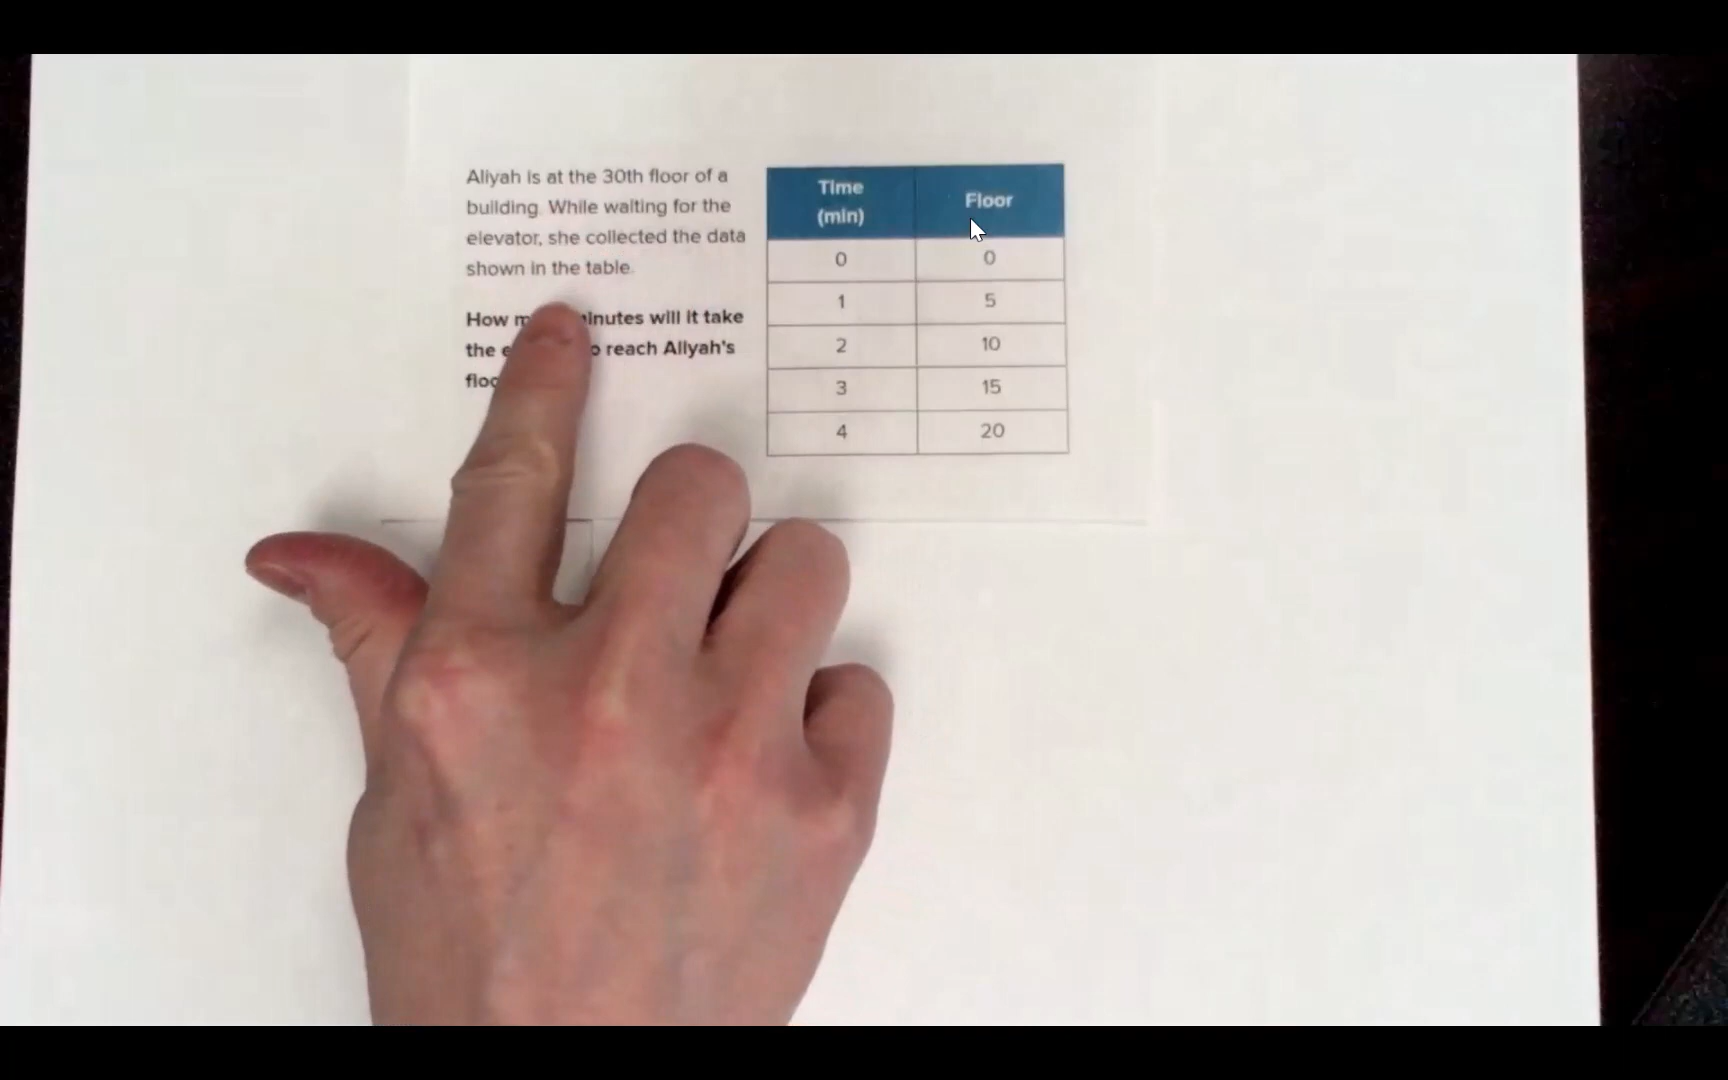 Aliyah is at the 30th floor of a
building. While waiting for the
elevator, she collected the data
shown in the table.
How minutes will it take
the reach Aliyah's
Time
(min)
Floor
0 0
1 5
2 10
3 15
4 20